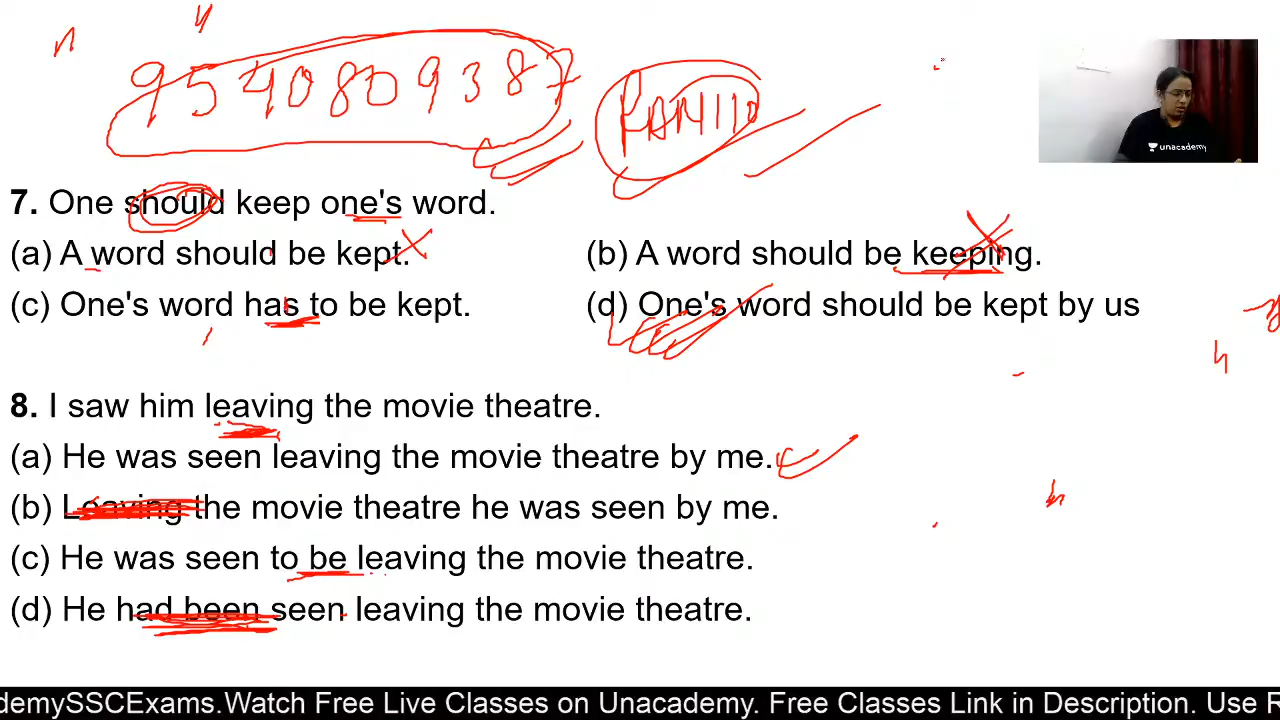 9540809387
unacademy
7. One should keep one's word.
(a) A word should be kept.
(b) A word should be keeping.
(c) One's word has to be kept.
(d) One's word should be kept by us
8. I saw him leaving the movie theatre.
(a) He was seen leaving the movie theatre by me.
(b) Leaving the movie theatre he was seen by me.
(c) He was seen to be leaving the movie theatre.
(d) He had been seen leaving the movie theatre.
demySSCExams.Watch Free Live Classes on Unacademy. Free Classes Link in Description. Use R